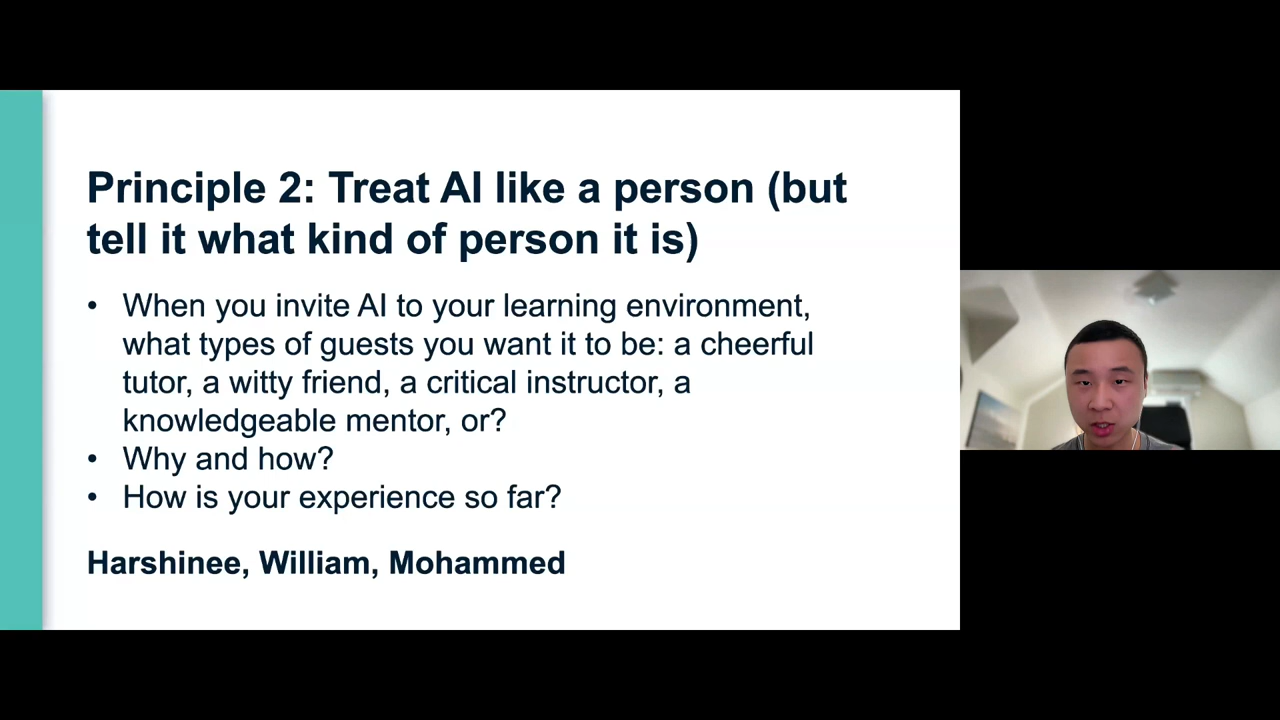 Principle 2: Treat AI like a person (but
tell it what kind of person it is)
• When you invite AI to your learning environment,
what types of guests you want it to be: a cheerful
tutor, a witty friend, a critical instructor, a
knowledgeable mentor, or?
• Why and how?
• How is your experience so far?
Harshinee, William, Mohammed